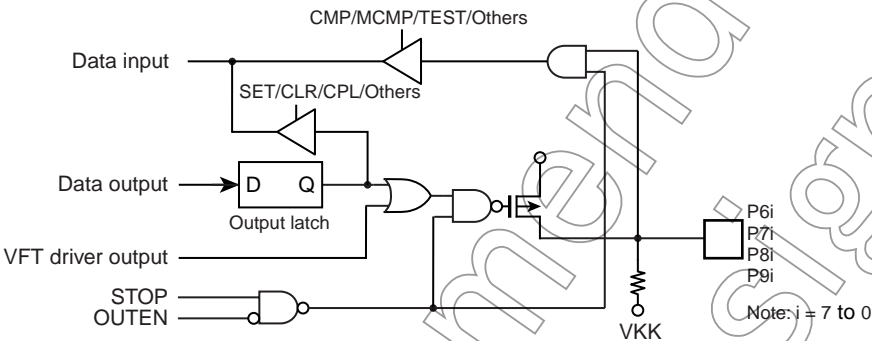 CMP/MCMP/TEST/Others
Data input
SET/CLR/CPL/Others
Data output
D Q
Output latch
P6i
P7i
P8i
P9i
VFT driver output
STOP
OUTEN
VKK
Note: i = 7 to 0